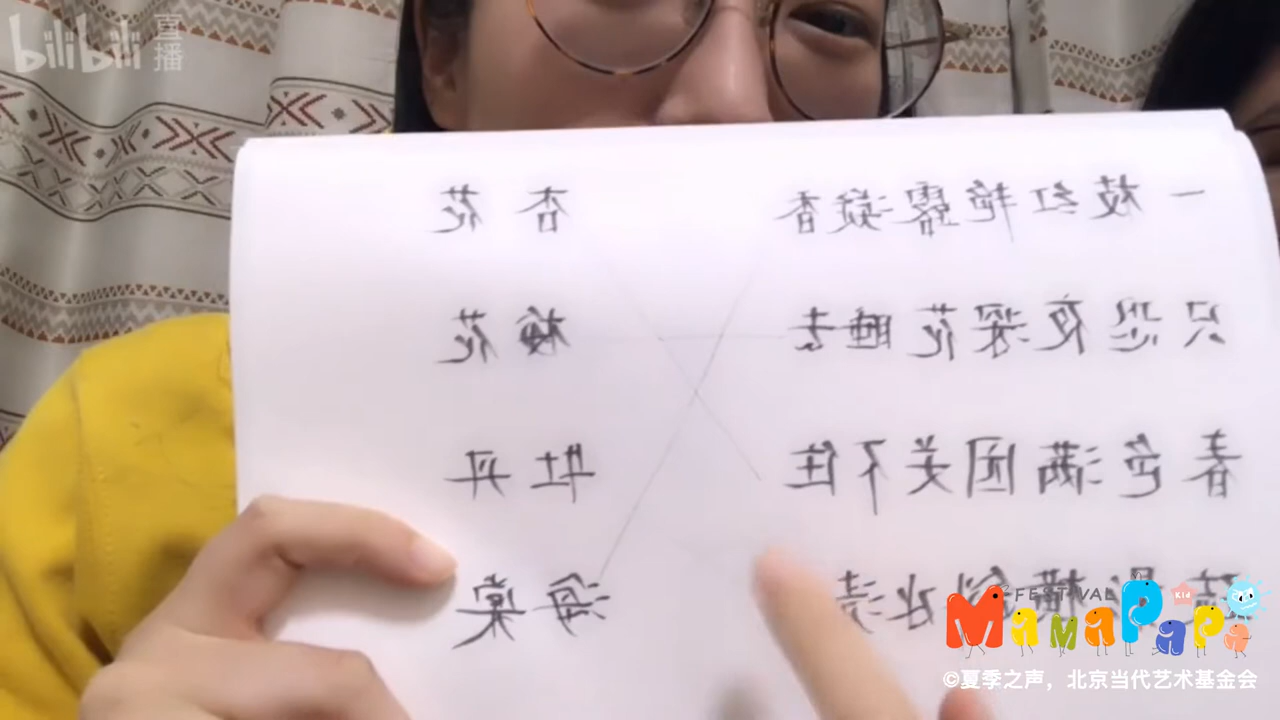 bilibili 直播
一枝红艳露凝香 杏花
只恐夜深花睡去 梅花
春色满园关不住 牡丹
疏影横斜水清 海棠
FESTIVAL
Kid
MamaPapa
©夏季之声，北京当代艺术基金会